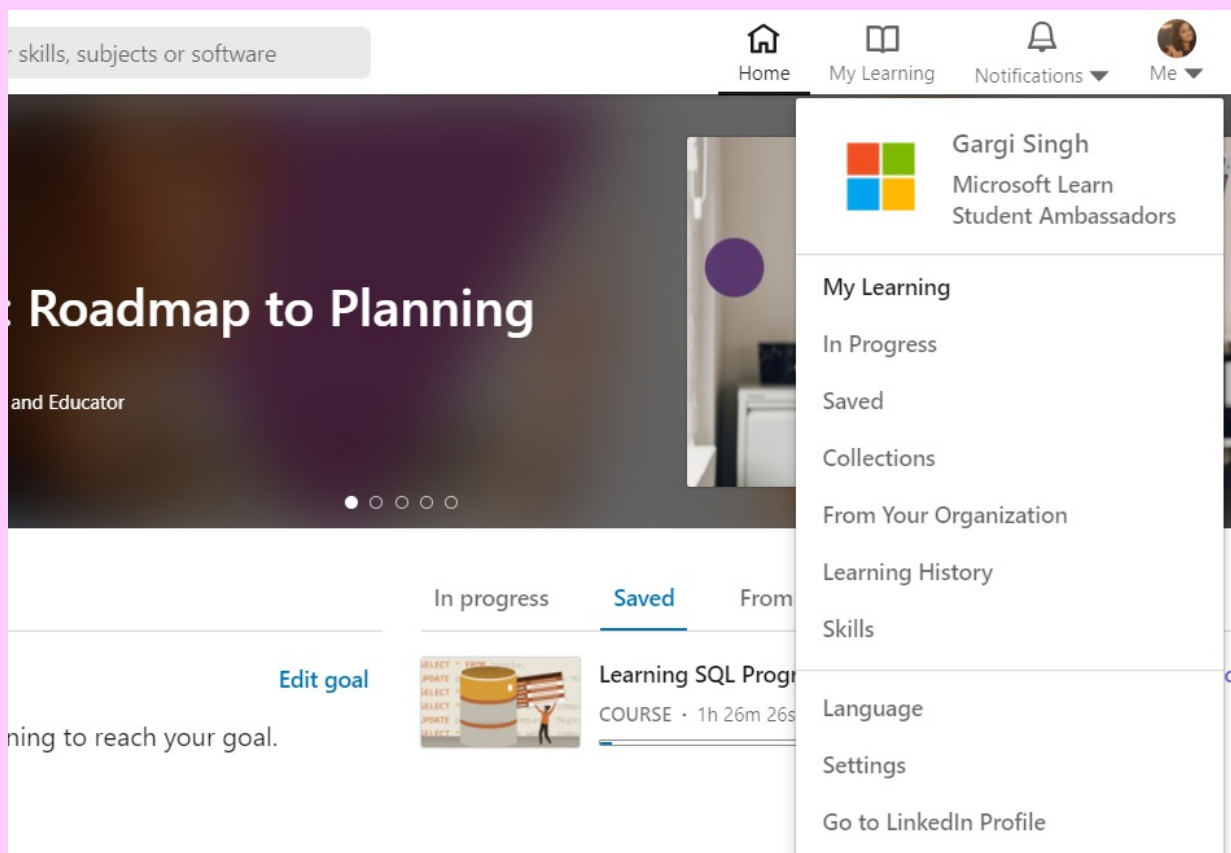 skills, subjects or software
Home
My Learning
Notifications
Me
Gargi Singh
Microsoft Learn
Student Ambassadors
: Roadmap to Planning
and Educator
My Learning
In Progress
Saved
Collections
From Your Organization
Learning History
Skills
Language
Settings
Go to LinkedIn Profile
In progress
Saved
From
Edit goal
ning to reach your goal.
Learning SQL Progr
COURSE · 1h 26m 26s